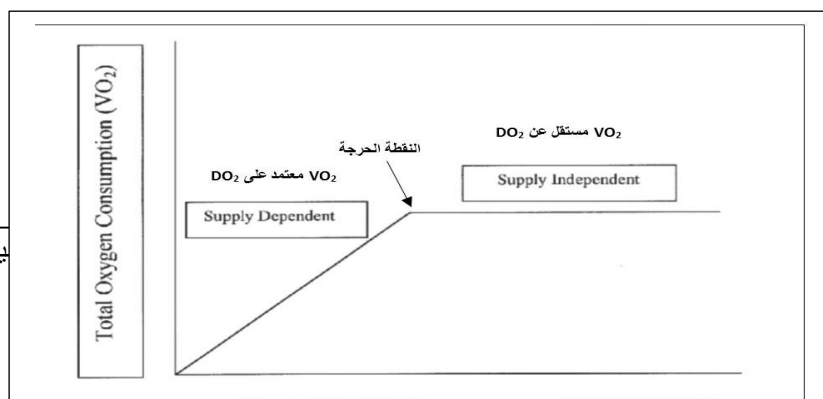 Total Oxygen Consumption (VO₂)
VO₂ مستقل عن DO₂
النقطة الحرجة
VO₂ معتمد على DO₂
Supply Independent
Supply Dependent